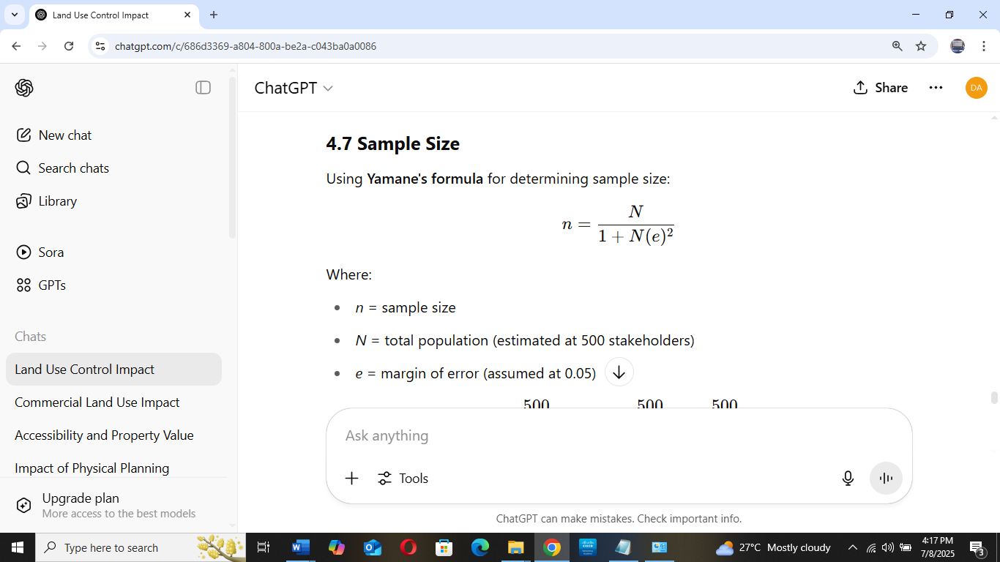 Land Use Control Impact
chatgpt.com/c/686d3369-a804-800a-be2a-c043ba0a0086
ChatGPT
Share
DA
New chat
Search chats
Library
Sora
GPTs
Chats
Land Use Control Impact
Commercial Land Use Impact
Accessibility and Property Value
Impact of Physical Planning
Upgrade plan
More access to the best models
4.7 Sample Size
Using Yamane's formula for determining sample size:
n = N / 1 + N(e)²
Where:
• n = sample size
• N = total population (estimated at 500 stakeholders)
• e = margin of error (assumed at 0.05)
500 500 500
Ask anything
Tools
ChatGPT can make mistakes. Check important info.
Type here to search
27°C Mostly cloudy
4:17 PM
7/8/2025
3